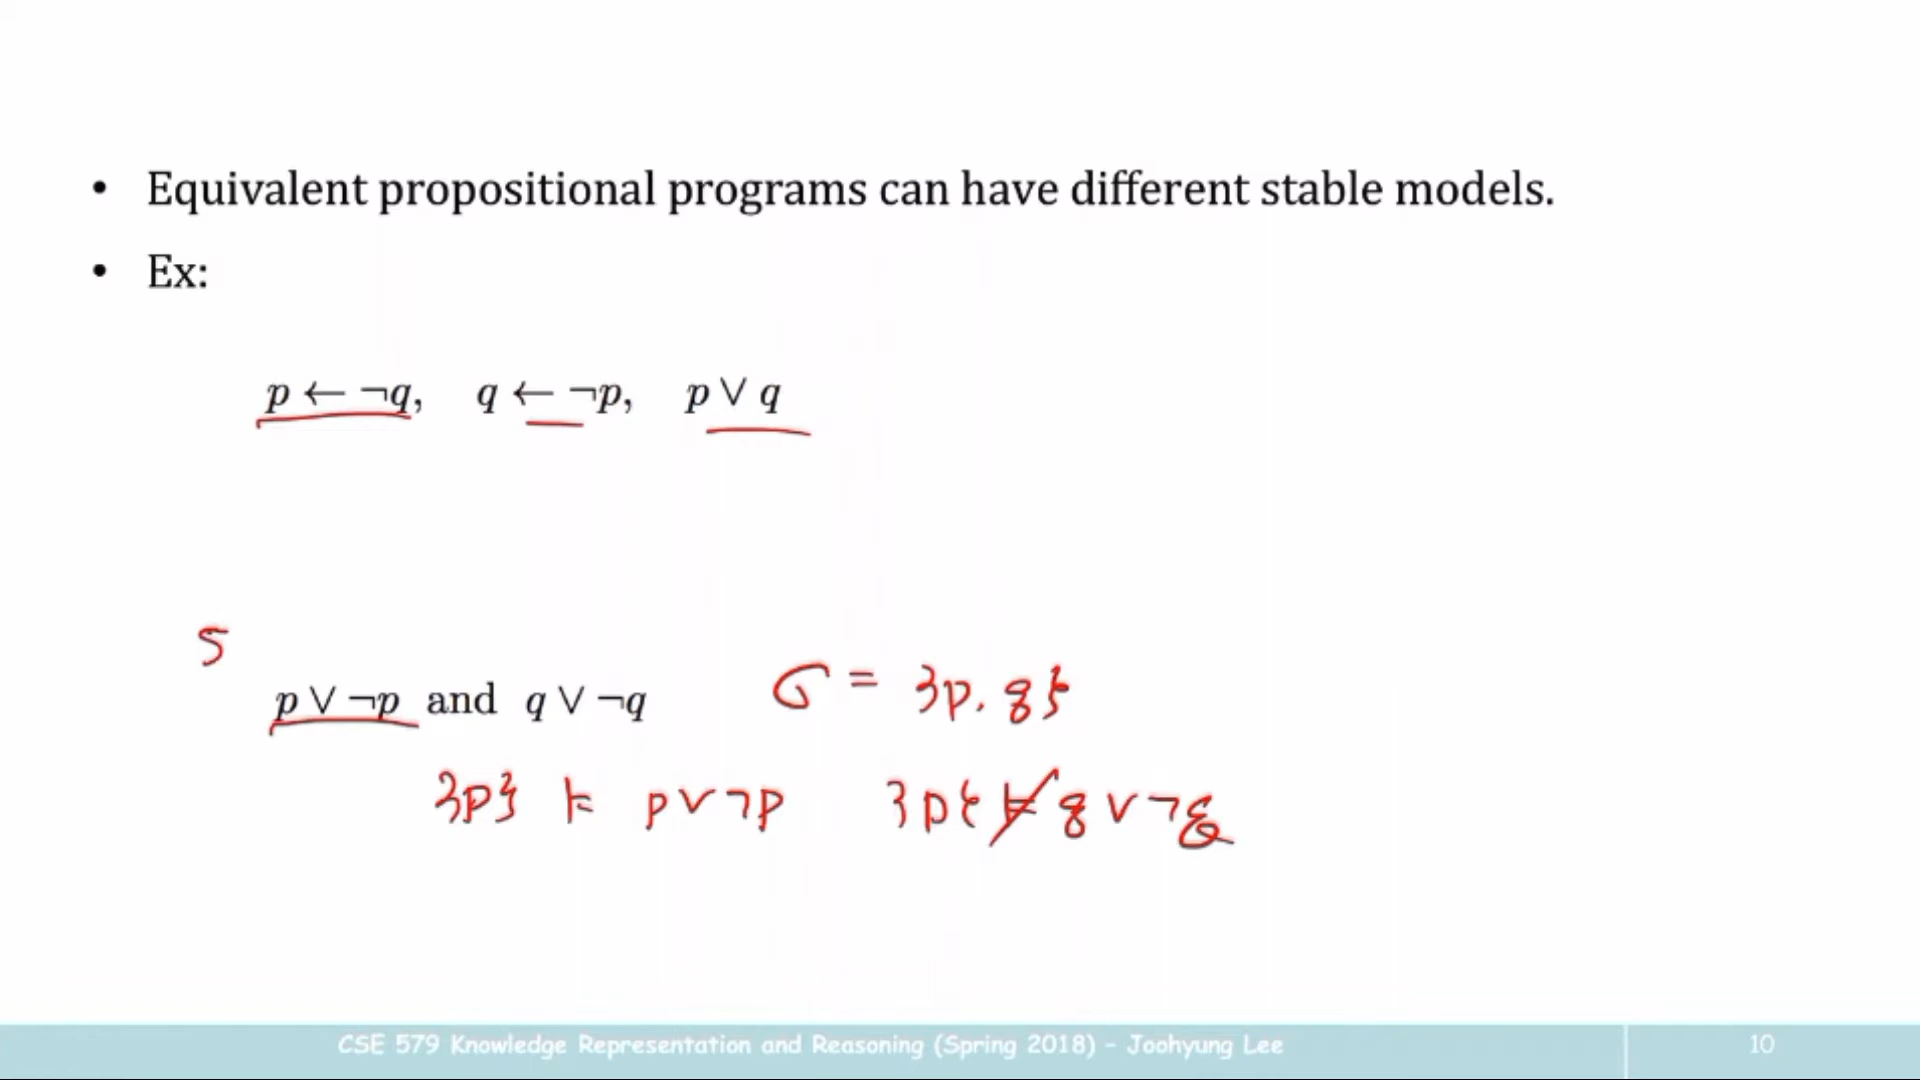 • Equivalent propositional programs can have different stable models.
• Ex:
p ← ¬q, q ← ¬p, p ∨ q
S
p ∨ ¬p and q ∨ ¬q σ = {p, q}
{p} ⊨ p ∨ ¬p {p} ⊭ q ∨ ¬q
CSE 579 Knowledge Representation and Reasoning (Spring 2018) – Joohyung Lee 10